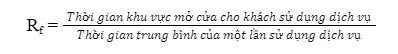 R_f = Thời gian khu vực mở cửa cho khách sử dụng dịch vụ
Thời gian trung bình của một lần sử dụng dịch vụ